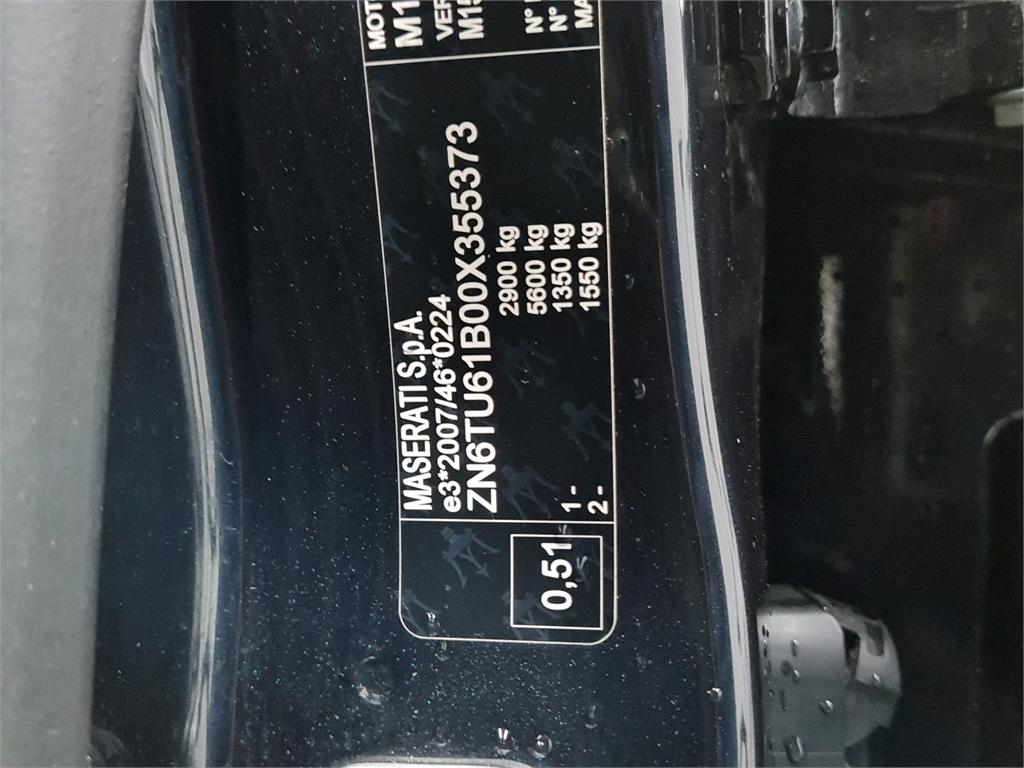 MASERATI S.p.A.
e3*2007/46*0224
ZN6TU61B00X355373
2900 kg
5600 kg
1 - 1350 kg
2 - 1550 kg
0,51
N°
N°